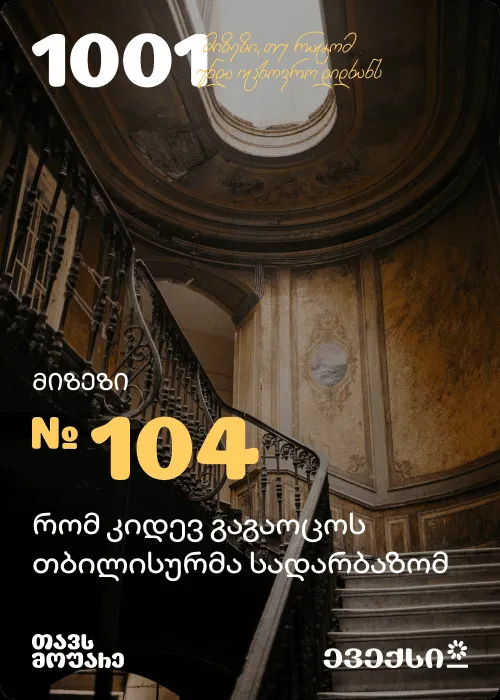 1001
მიზეზი, თუ რატომ
უნდა იცხოვრო დიდხანს
მიზეზი
№ 104
რომ კიდევ გაგაოცოს
თბილისურმა სადარბაზომ
თავს
მოუარე
ევექსი